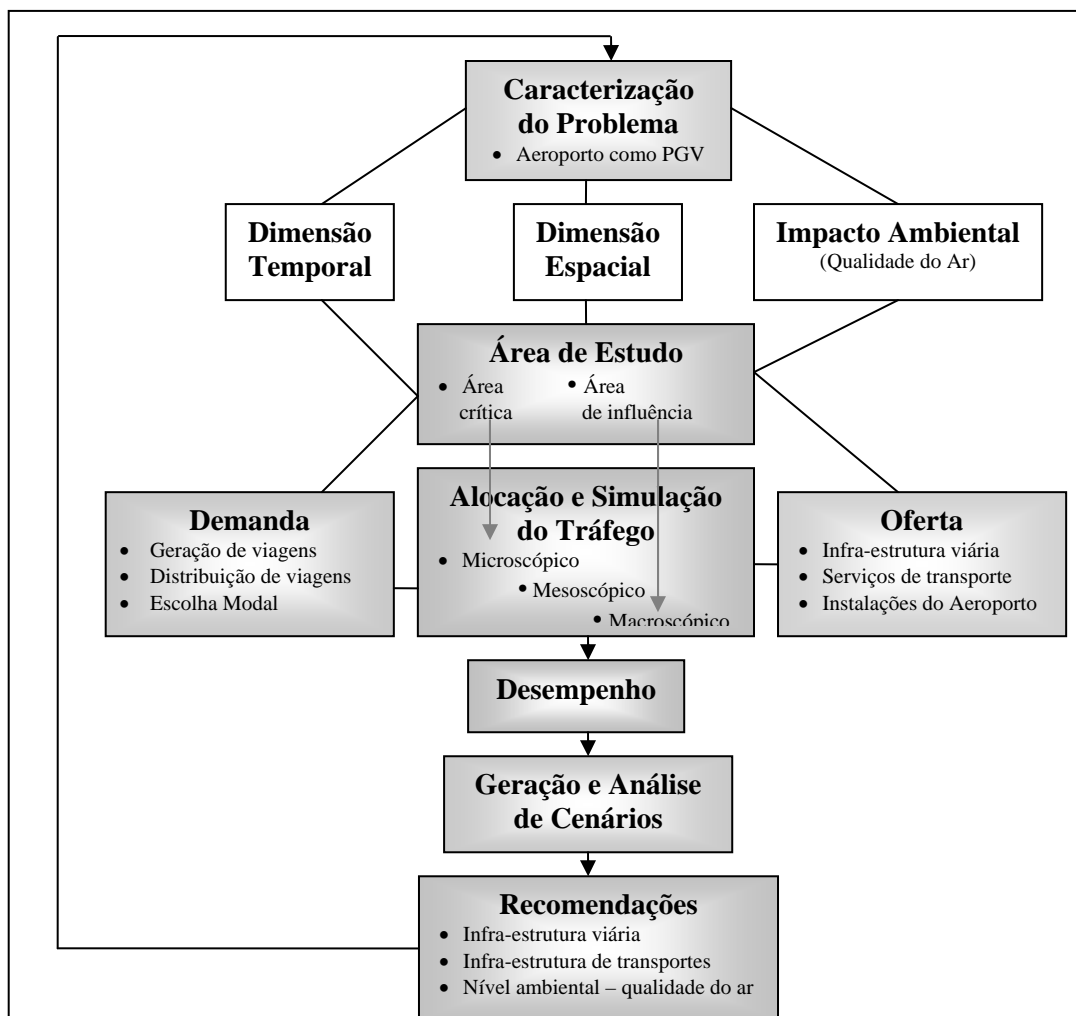 Caracterização
do Problema
• Aeroporto como PGV
Dimensão
Temporal
Dimensão
Espacial
Impacto Ambiental
(Qualidade do Ar)
Área de Estudo
• Área
crítica
• Área
de influência
Demanda
• Geração de viagens
• Distribuição de viagens
• Escolha Modal
Alocação e Simulação
do Tráfego
• Microscópico
• Mesoscópico
• Macroscópico
Oferta
• Infra-estrutura viária
• Serviços de transporte
• Instalações do Aeroporto
Desempenho
Geração e Análise
de Cenários
Recomendações
• Infra-estrutura viária
• Infra-estrutura de transportes
• Nível ambiental – qualidade do ar